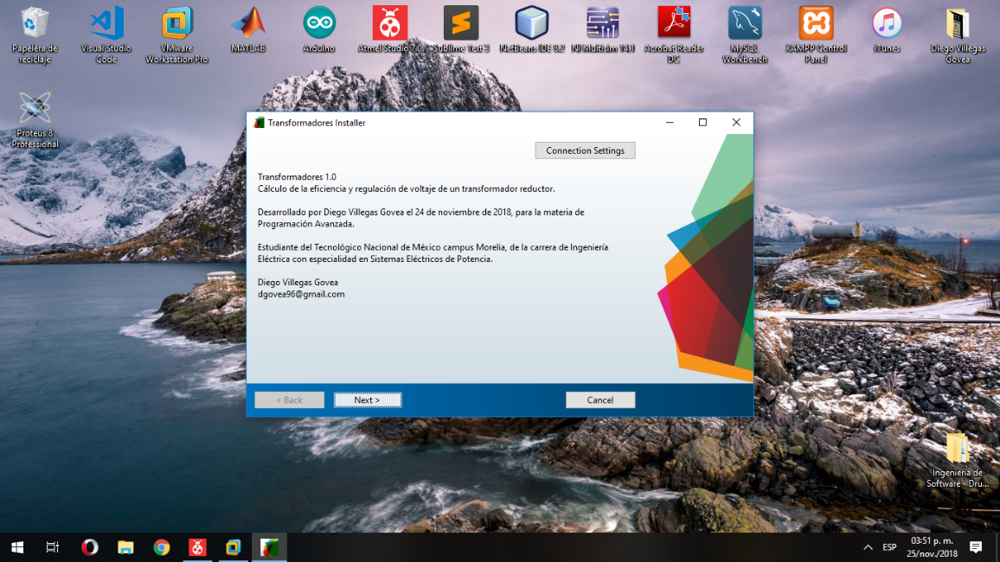 Papelera de
reciclaje
Visual Studio
Code
VMware
Workstation Pro
MATLAB
Arduino
Atmel Studio 7.0
Sublime Text 3
NetBeans IDE 8.2
NI Multisim 14.1
Acrobat Reader
DC
MySQL
Workbench
XAMPP Control
Panel
iTunes
Diego Villegas
Govea
Proteus 8
Professional
Transformadores Installer
Connection Settings
Transformadores 1.0
Cálculo de la eficiencia y regulación de voltaje de un transformador reductor.
Desarrollado por Diego Villegas Govea el 24 de noviembre de 2018, para la materia de
Programación Avanzada.
Estudiante del Tecnológico Nacional de México campus Morelia, de la carrera de Ingeniería
Eléctrica con especialidad en Sistemas Eléctricos de Potencia.
Diego Villegas Govea
dgovea96@gmail.com
< Back
Next >
Cancel
Ingeniería de
Software - Dru...
ESP
03:51 p. m.
25/nov./2018